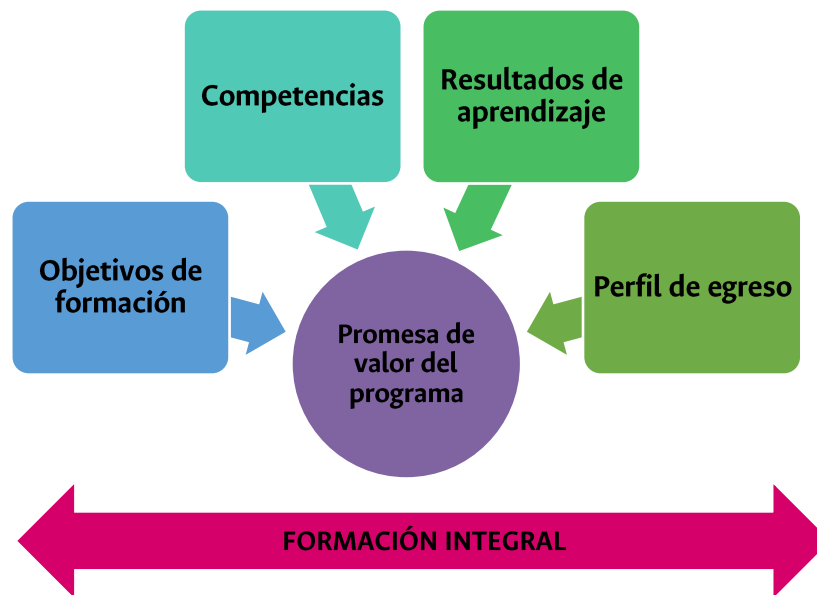 Competencias
Resultados de
aprendizaje
Objetivos de
formación
Perfil de egreso
Promesa de
valor del
programa
FORMACIÓN INTEGRAL